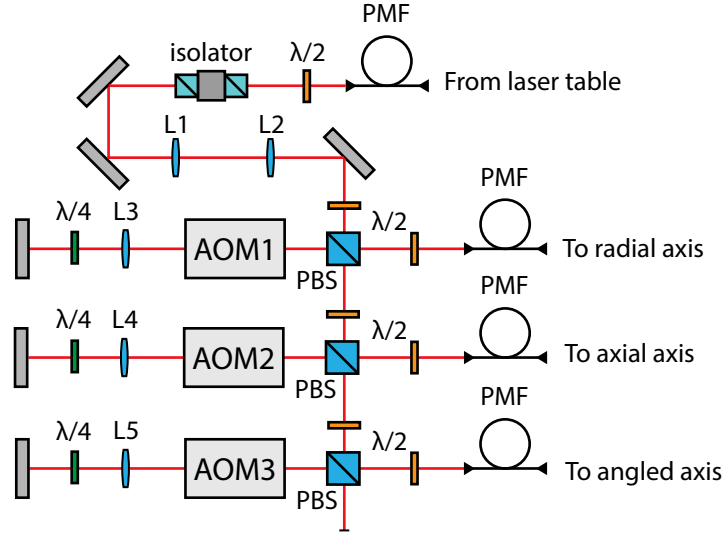 PMF
isolator
λ/2
From laser table
L1
L2
PMF
λ/4
L3
λ/2
AOM1
To radial axis
PBS
PMF
λ/4
L4
λ/2
AOM2
To axial axis
PBS
PMF
λ/4
L5
λ/2
AOM3
To angled axis
PBS